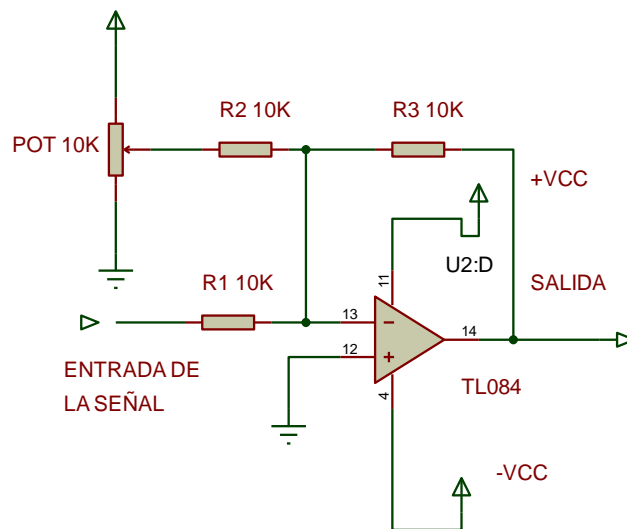 R2 10K
R3 10K
POT 10K
+VCC
11
U2:D
R1 10K
SALIDA
13
12
14
4
ENTRADA DE
LA SEÑAL
TL084
-VCC